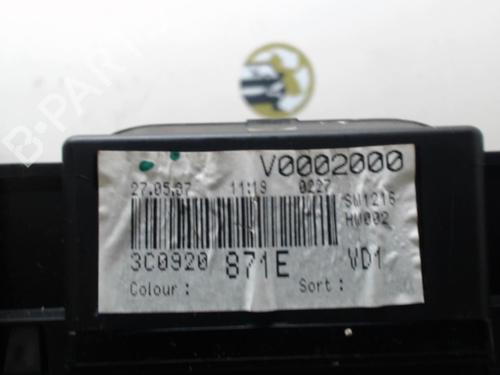 B-PARTS
V0002000
27.05.07 11:19 0227
SW1216
HW002
3C0920 871E VD1
Colour : Sort :